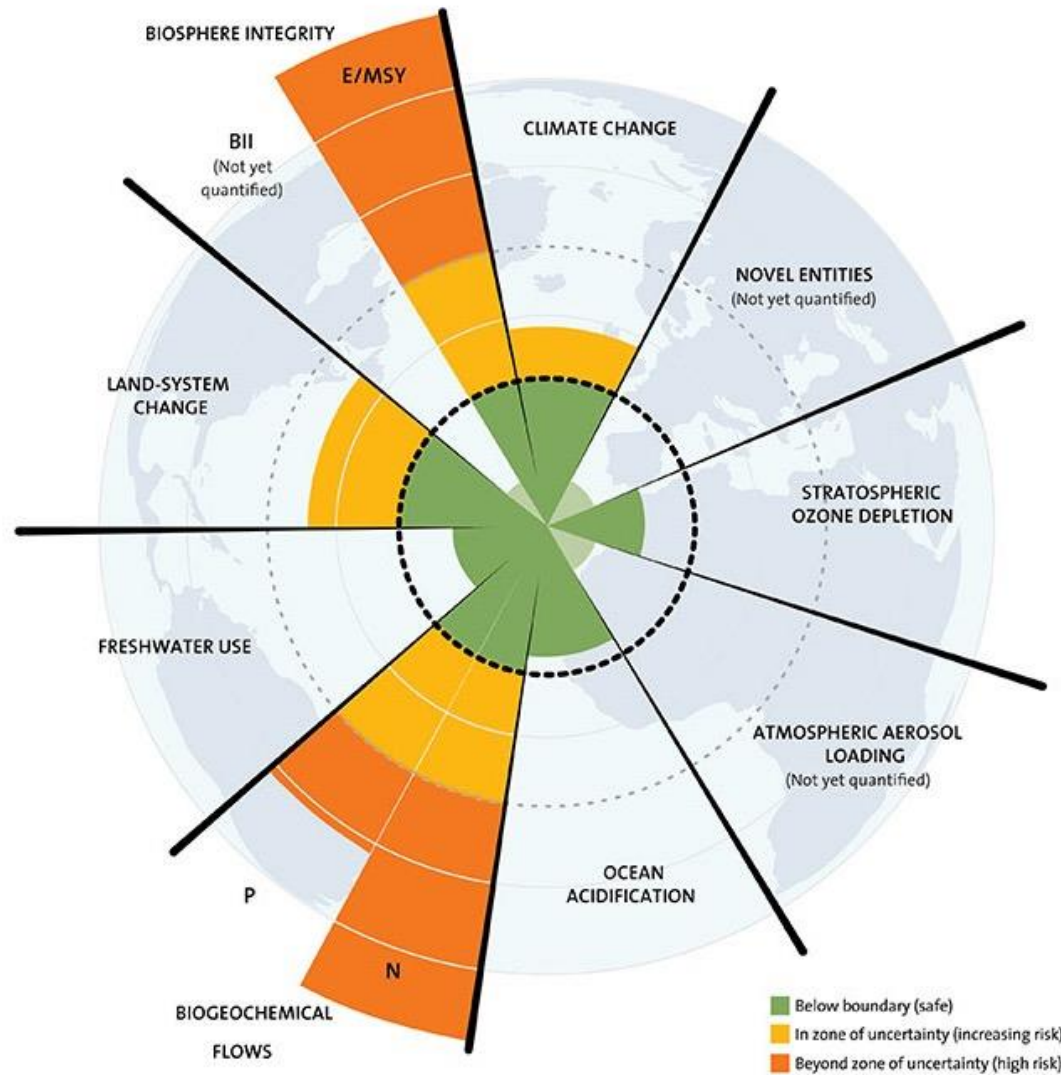 BIOSPHERE INTEGRITY
E/MSY
BII
(Not yet
quantified)
CLIMATE CHANGE
NOVEL ENTITIES
(Not yet quantified)
LAND-SYSTEM
CHANGE
STRATOSPHERIC
OZONE DEPLETION
FRESHWATER USE
ATMOSPHERIC AEROSOL
LOADING
(Not yet quantified)
OCEAN
ACIDIFICATION
P
N
BIOGEOCHEMICAL
FLOWS
Below boundary (safe)
In zone of uncertainty (increasing risk)
Beyond zone of uncertainty (high risk)